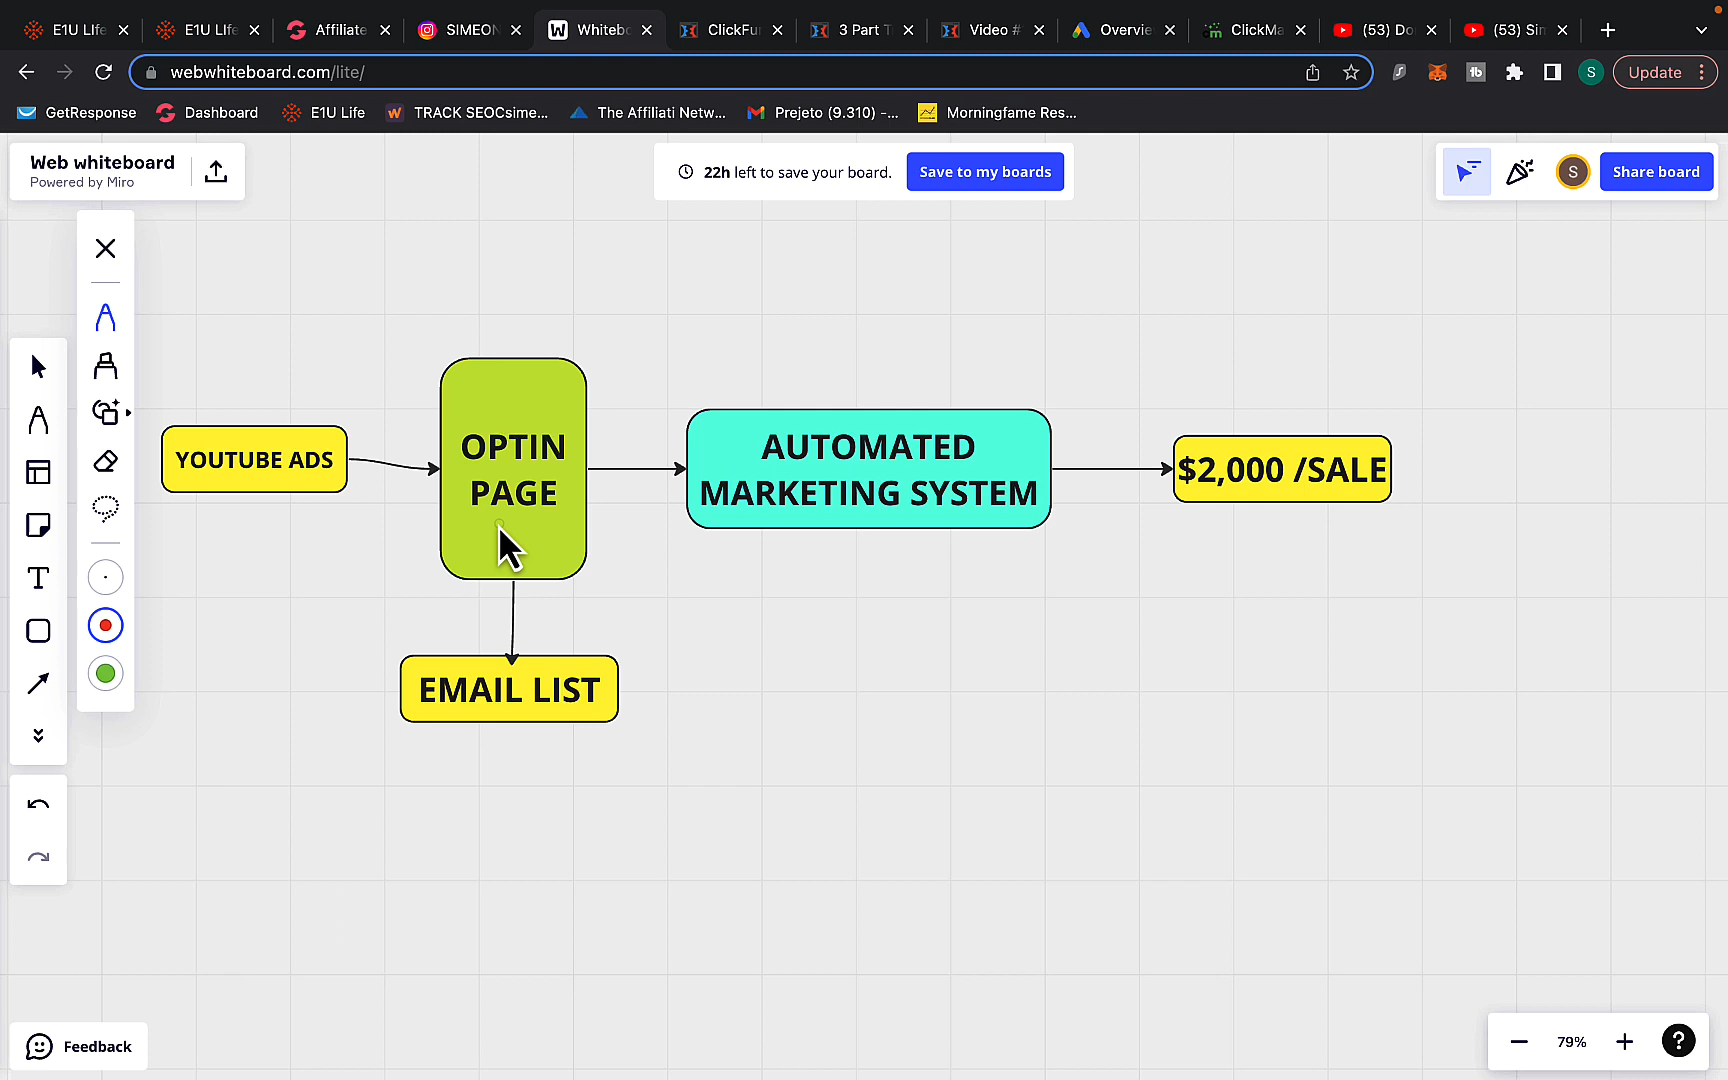 E1U LIfe
E1U LIfe
Affiliate
SIMEON
Whitebo
ClickFu
3 Part T
Video #
Overvie
ClickMa
(53) Do
(53) Sim
webwhiteboard.com/lite/
S
Update
GetResponse
Dashboard
E1U Life
TRACK SEOCsime...
The Affiliati Netw...
Prejeto (9.310) -...
Morningfame Res...
Web whiteboard
Powered by Miro
22h left to save your board.
Save to my boards
S
Share board
YOUTUBE ADS
OPTIN
PAGE
AUTOMATED
MARKETING SYSTEM
$2,000 /SALE
EMAIL LIST
Feedback
79%